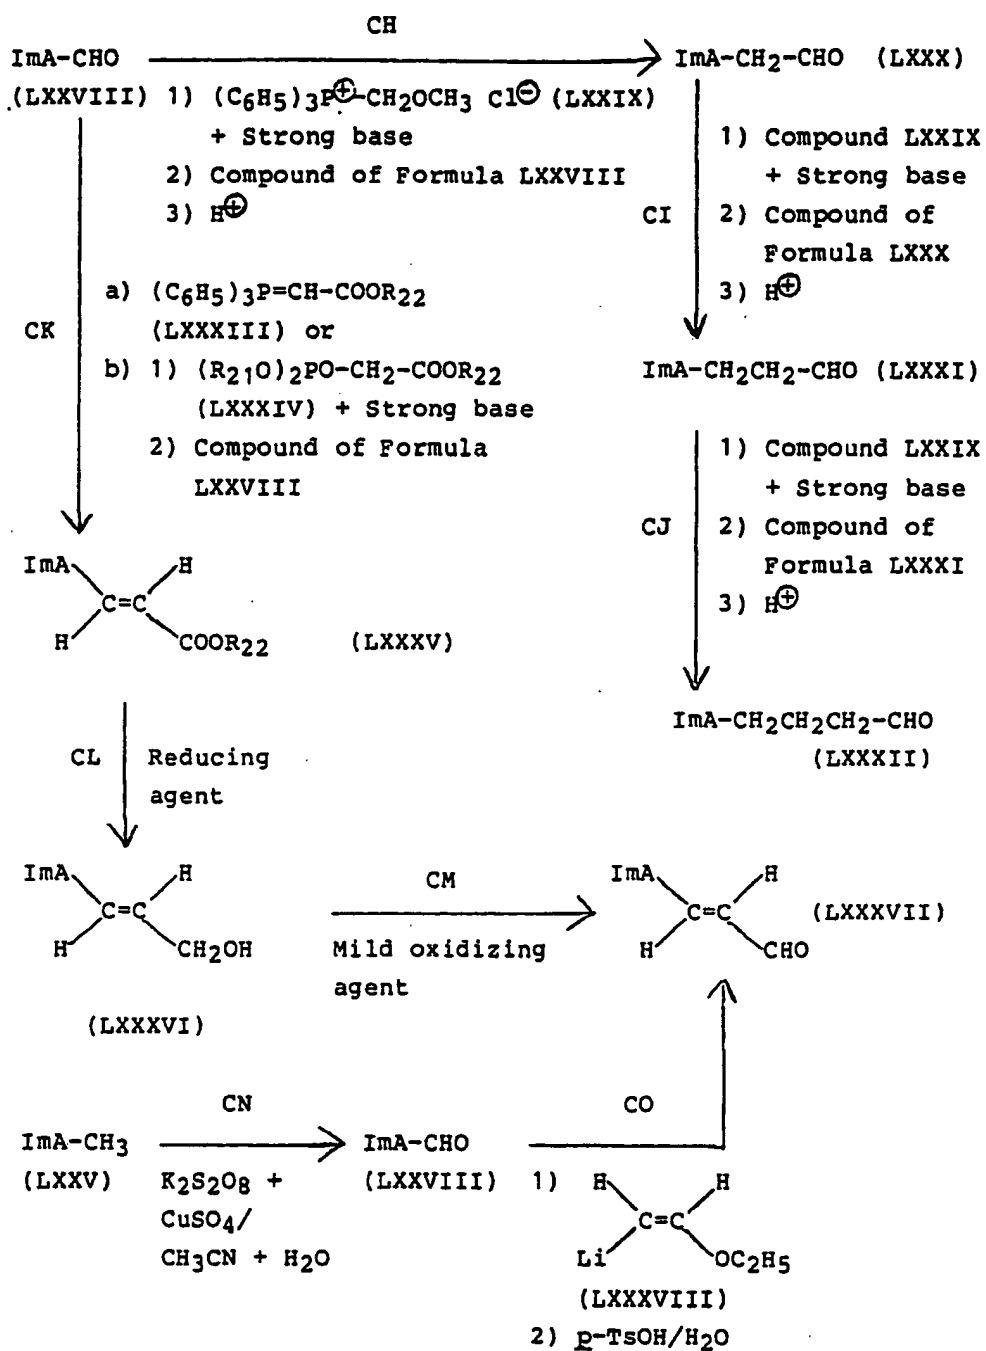 CH
ImA-CHO ImA-CH2-CHO (LXXX)
(LXXVIII) 1) (C6H5)3P⊕-CH2OCH3 Cl⊖ (LXXIX)
+ Strong base
2) Compound of Formula LXXVIII
3) H⊕
1) Compound LXXIX
+ Strong base
CI 2) Compound of
Formula LXXX
3) H⊕
CK
a) (C6H5)3P=CH-COOR22
(LXXXIII) or
b) 1) (R21O)2PO-CH2-COOR22
(LXXXIV) + Strong base
2) Compound of Formula
LXXVIII
ImA-CH2CH2-CHO (LXXXI)
1) Compound LXXIX
+ Strong base
CJ 2) Compound of
Formula LXXXI
3) H⊕
ImA H
C=C
H COOR22 (LXXXV)
ImA-CH2CH2CH2-CHO
(LXXXII)
CL Reducing
agent
ImA H
C=C
H CH2OH
(LXXXVI)
CM
Mild oxidizing
agent
ImA H
C=C (LXXXVII)
H CHO
CN
ImA-CH3 ImA-CHO
(LXXV) K2S2O8 + (LXXVIII)
CuSO4/
CH3CN + H2O
CO
1) H H
C=C
Li OC2H5
(LXXXVIII)
2) p-TsOH/H2O